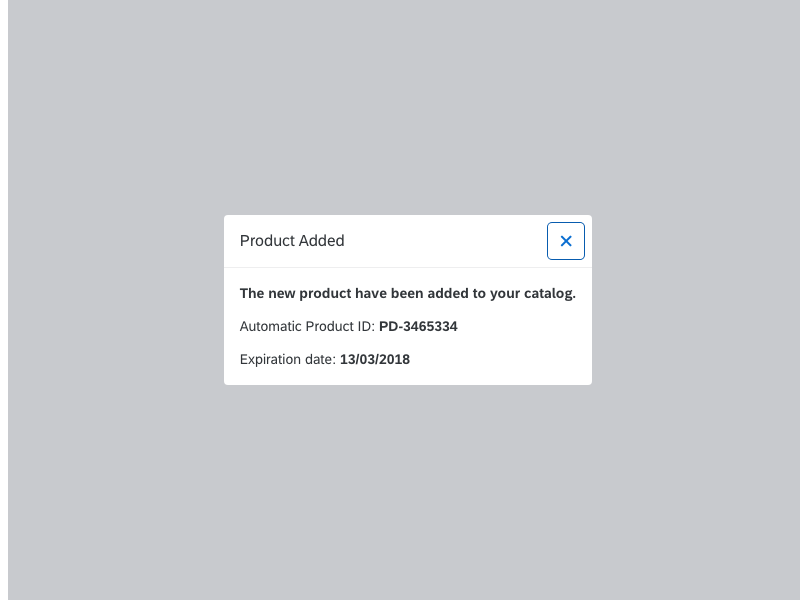 Product Added
The new product have been added to your catalog.
Automatic Product ID: PD-3465334
Expiration date: 13/03/2018